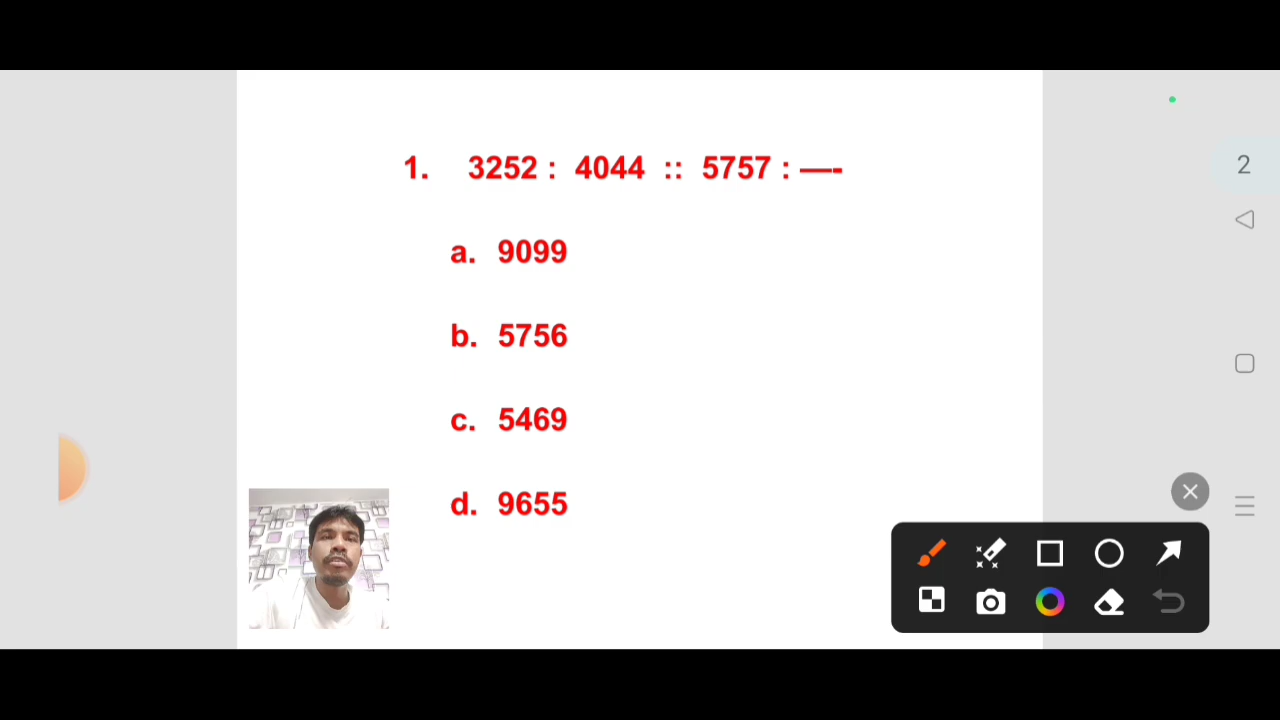 1. 3252 : 4044 :: 5757 : —-
2
a. 9099
b. 5756
c. 5469
d. 9655